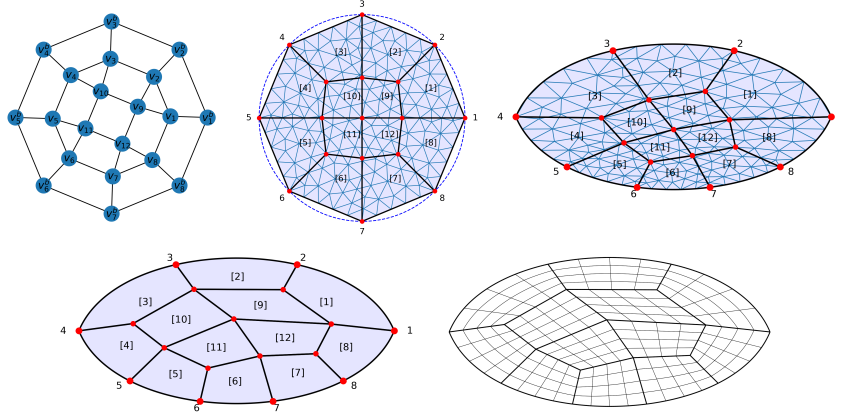 v₃ᵇ
v₄ᵇ v₂ᵇ
v₃
v₄ v₂
v₁₀
v₉
v₅ᵇ v₅ v₁ v₁ᵇ
v₁₁
v₁₂
v₆ v₈
v₇
v₆ᵇ v₈ᵇ
v₇ᵇ
3
4 2
[3] [2]
[4] [10] [9] [1]
5 1
[5] [11] [12] [8]
[6] [7]
6 8
7
3 2
[2]
[3] [1]
[9]
4 [10]
[4] [12] [8]
[11]
[5] [7]
5 [6] 8
6 7
3 2
[2]
[3] [9] [1]
[10]
4 1
[12]
[4] [11] [8]
[5] [6] [7]
5 8
6 7